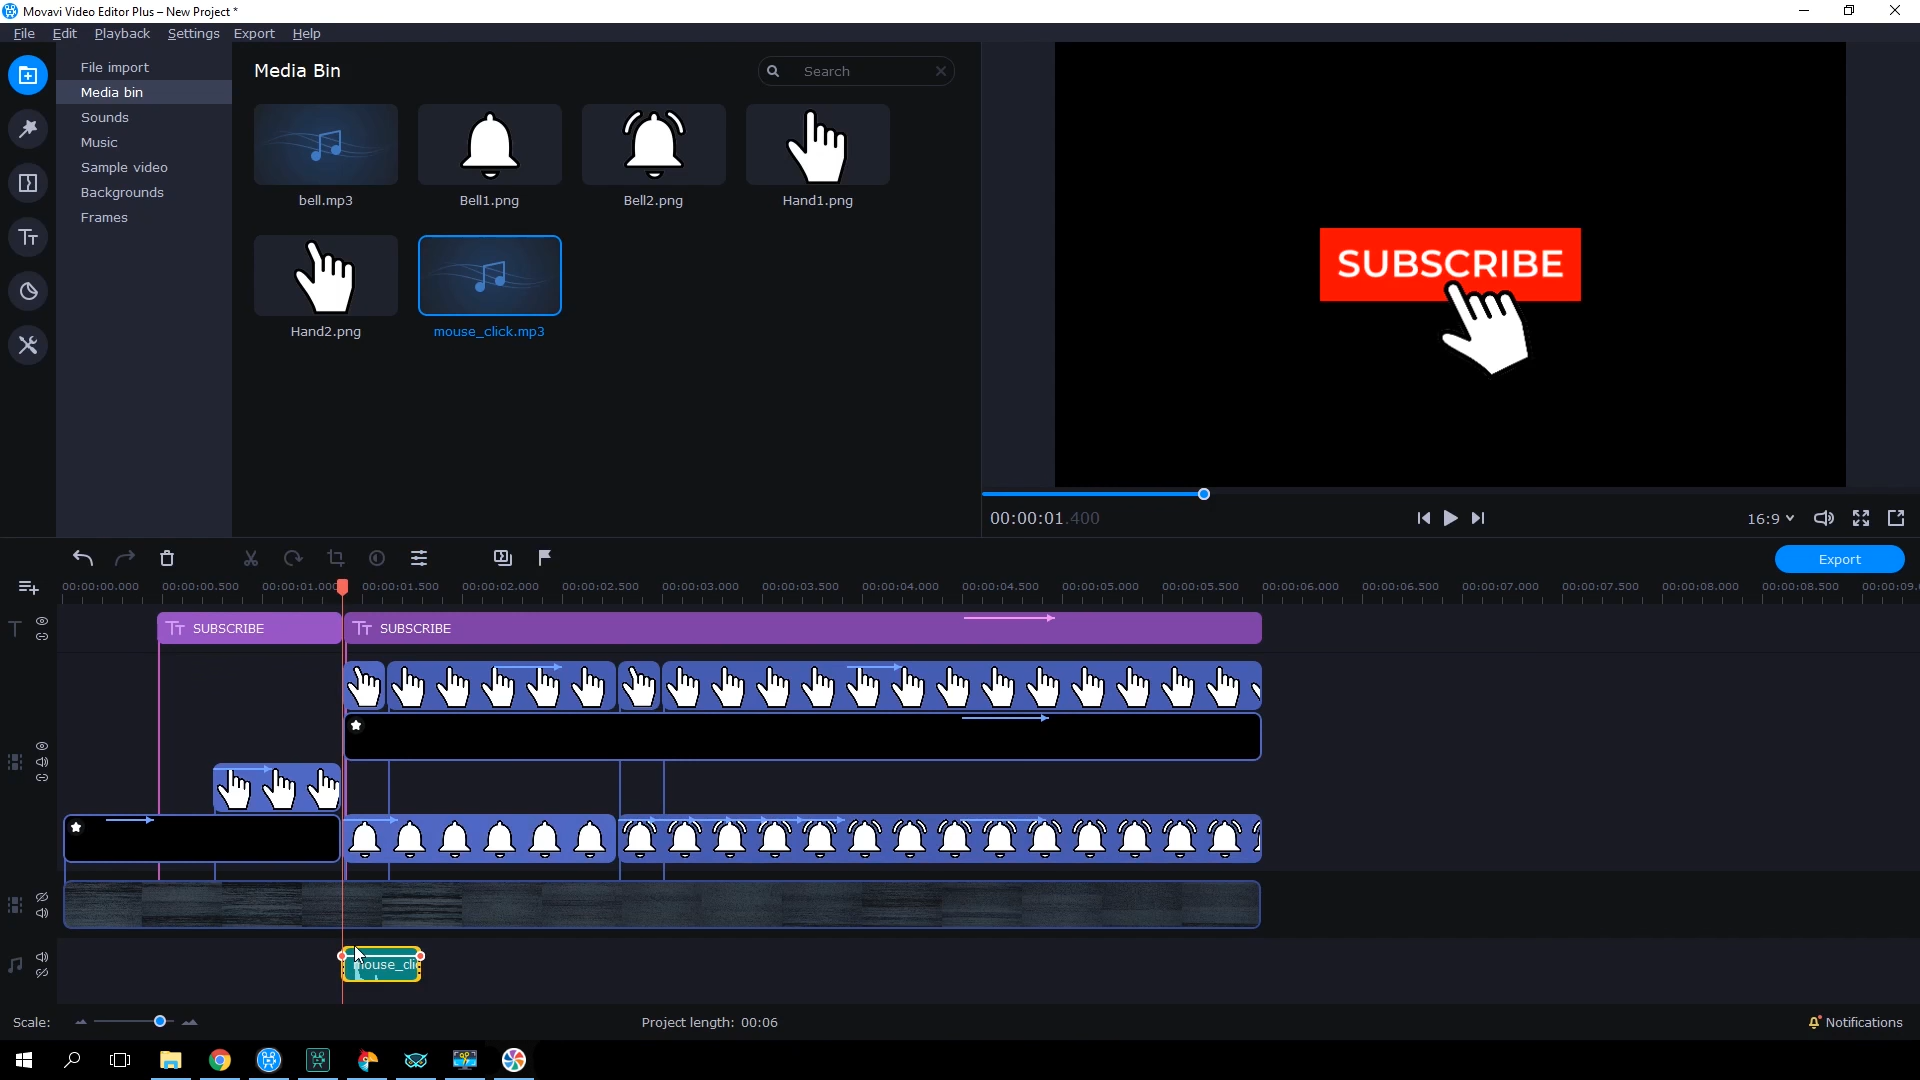 Movavi Video Editor Plus – New Project *
File Edit Playback Settings Export Help
File import
Media bin
Sounds
Music
Sample video
Backgrounds
Frames
Media Bin
Search
bell.mp3
Bell1.png
Bell2.png
Hand1.png
Hand2.png
mouse_click.mp3
SUBSCRIBE
00:00:01.400
16:9
Export
00:00:00.000 00:00:00.500 00:00:01.000 00:00:01.500 00:00:02.000 00:00:02.500 00:00:03.000 00:00:03.500 00:00:04.000 00:00:04.500 00:00:05.000 00:00:05.500 00:00:06.000 00:00:06.500 00:00:07.000 00:00:07.500 00:00:08.000 00:00:08.500 00:00:09.
Tт SUBSCRIBE
Tт SUBSCRIBE
mouse_cli
Scale:
Project length: 00:06
Notifications